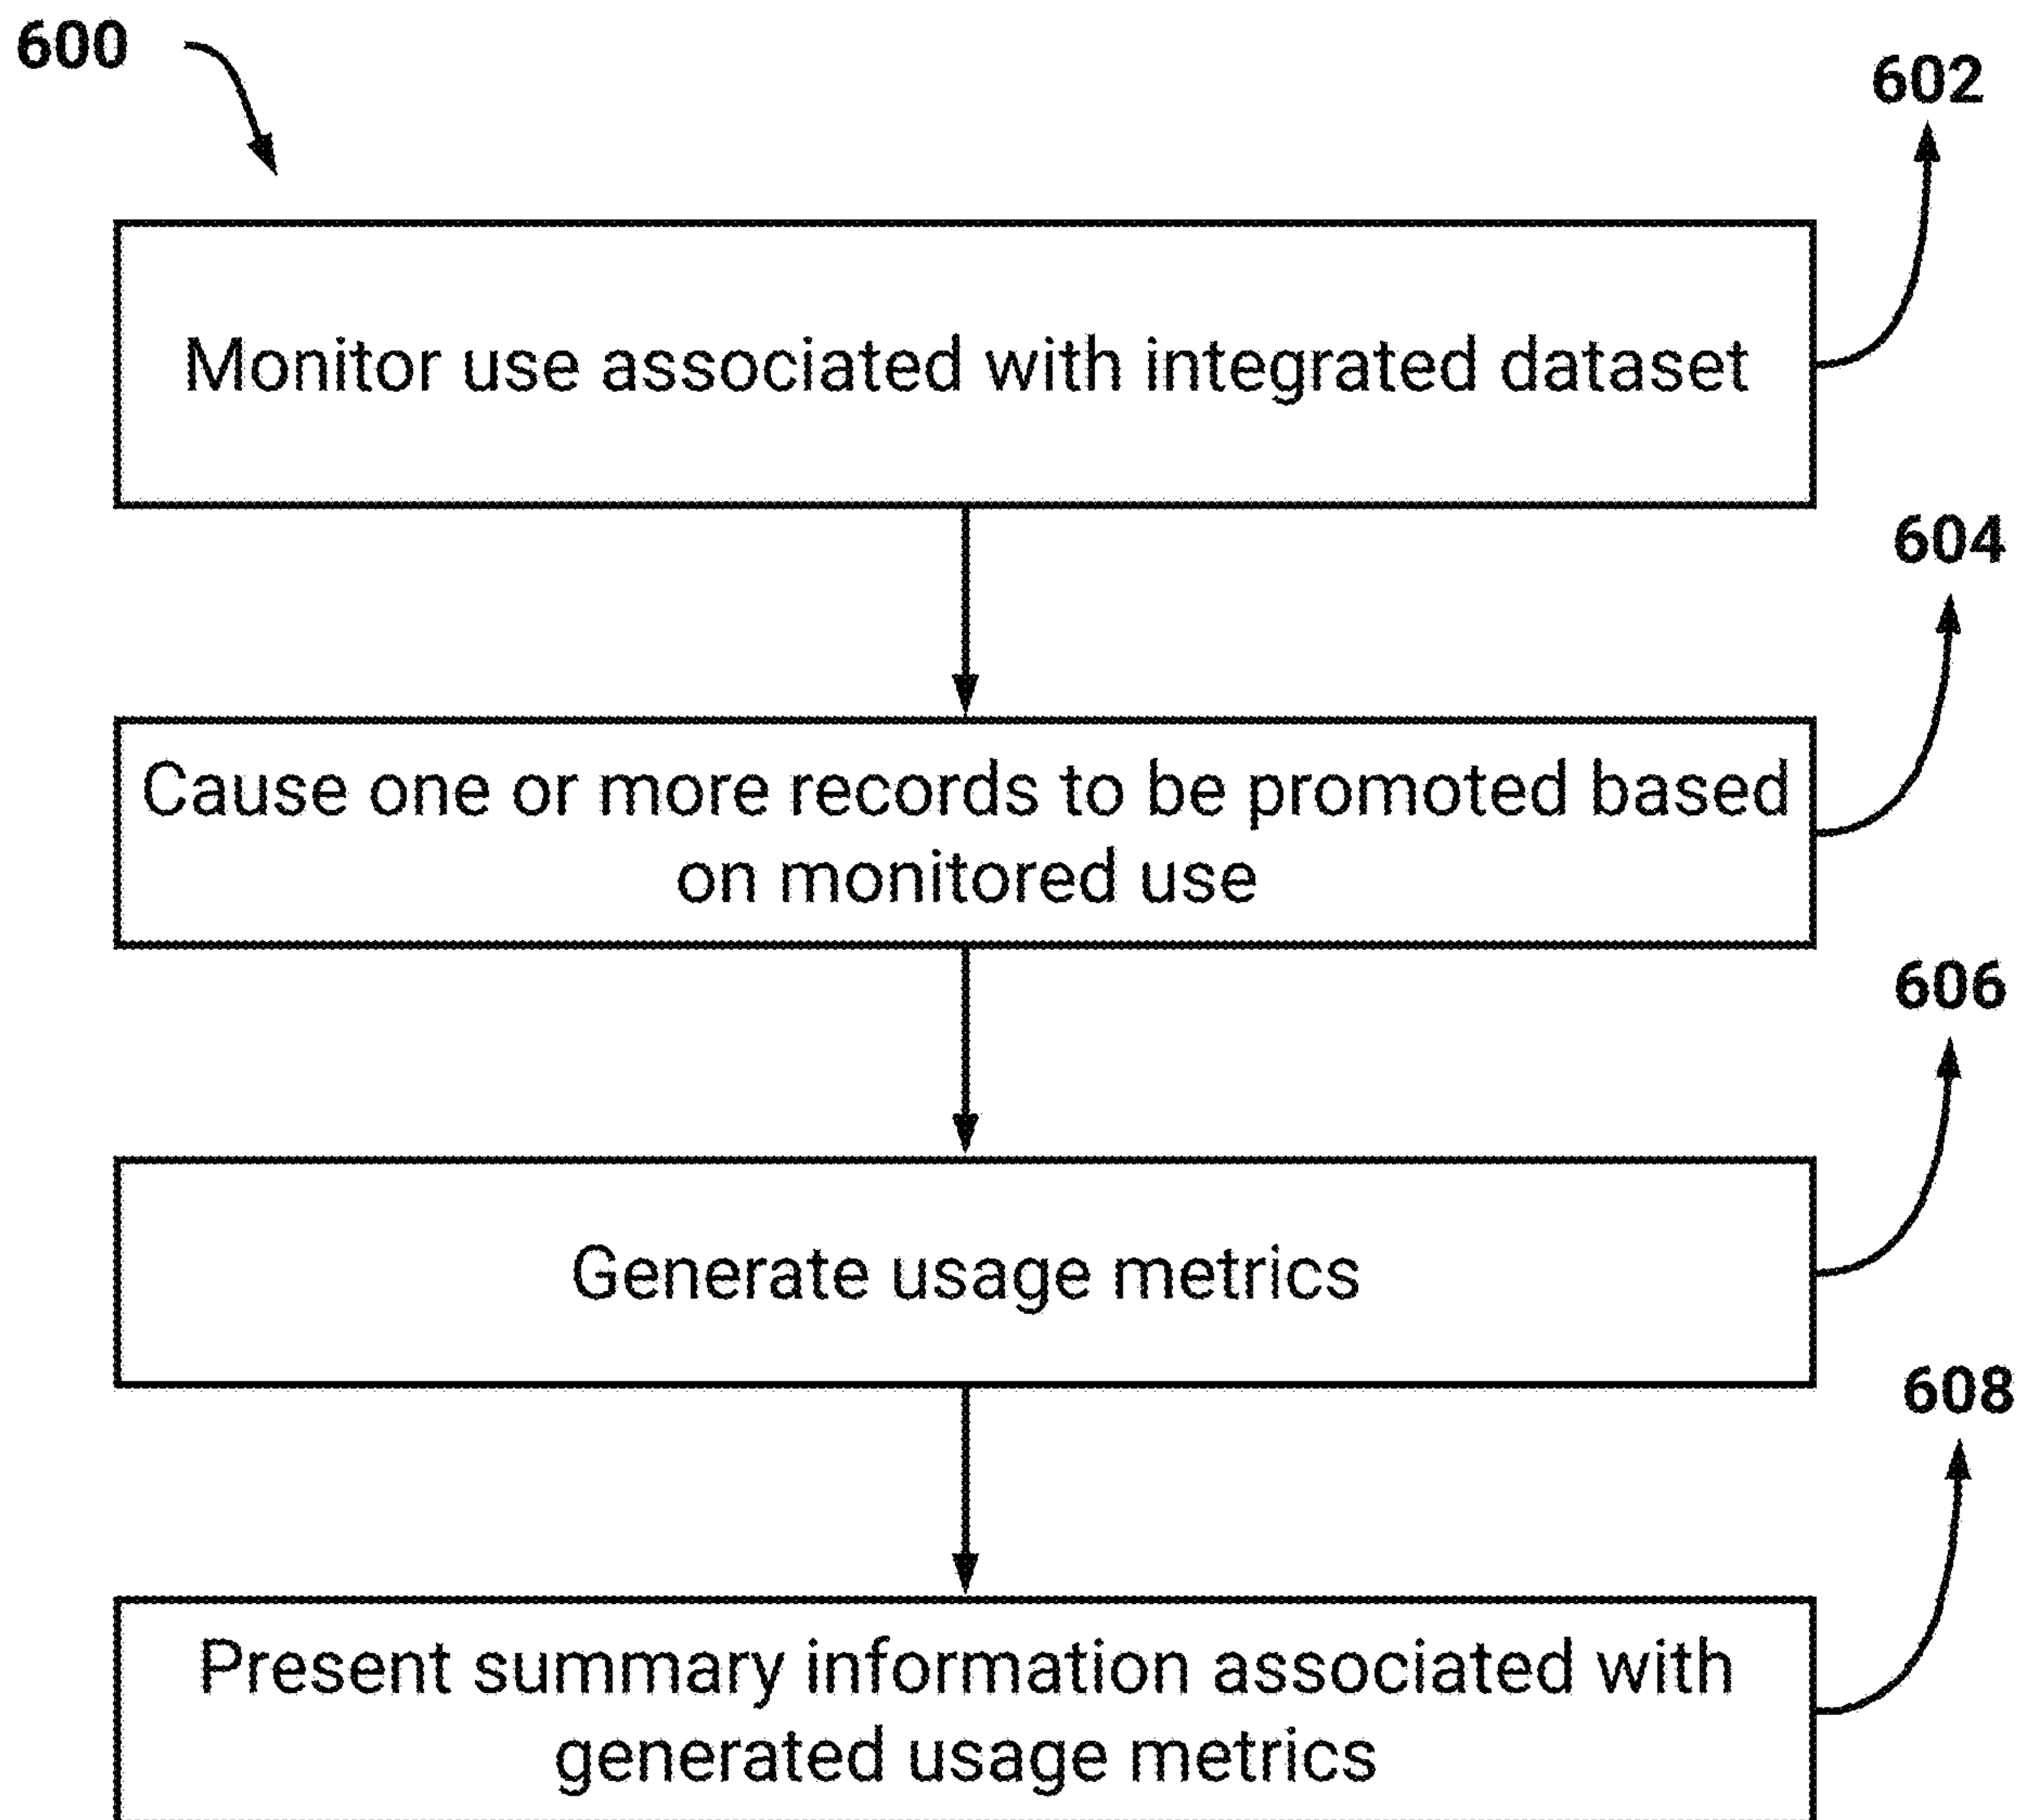 600
602
Monitor use associated with integrated dataset
604
Cause one or more records to be promoted based
on monitored use
606
Generate usage metrics
608
Present summary information associated with
generated usage metrics